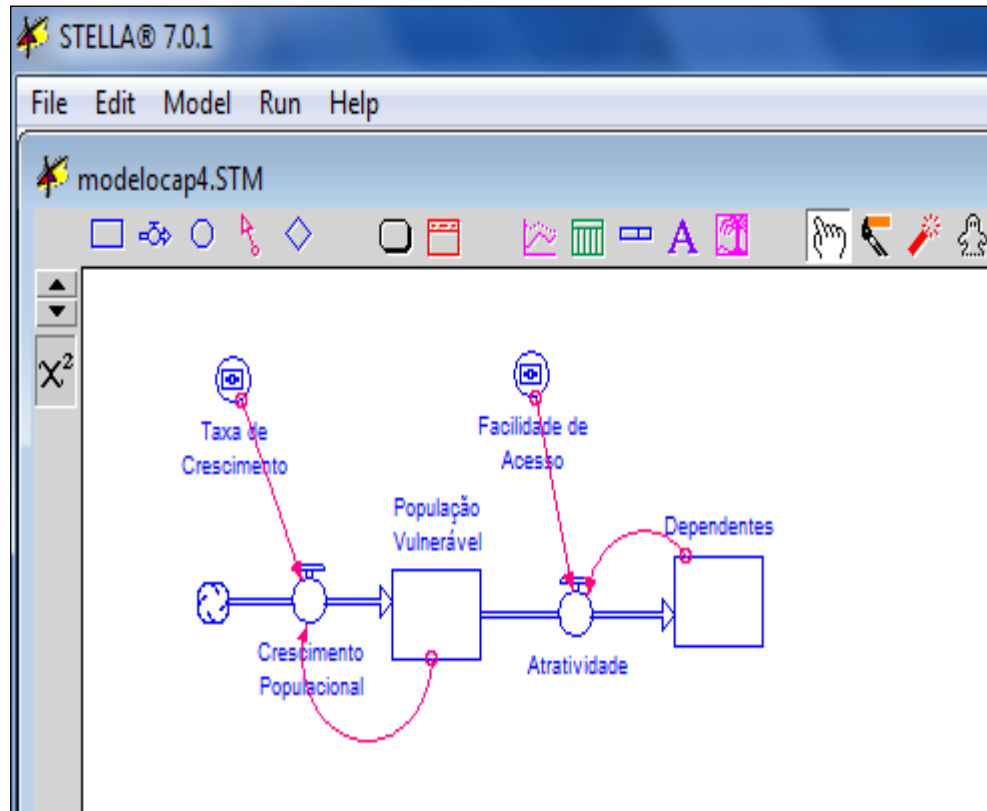 STELLA® 7.0.1
File Edit Model Run Help
modelocap4.STM
A
X²
Taxa de
Crescimento
Facilidade de
Acesso
População
Vulnerável
Dependentes
Crescimento
Populacional
Atratividade